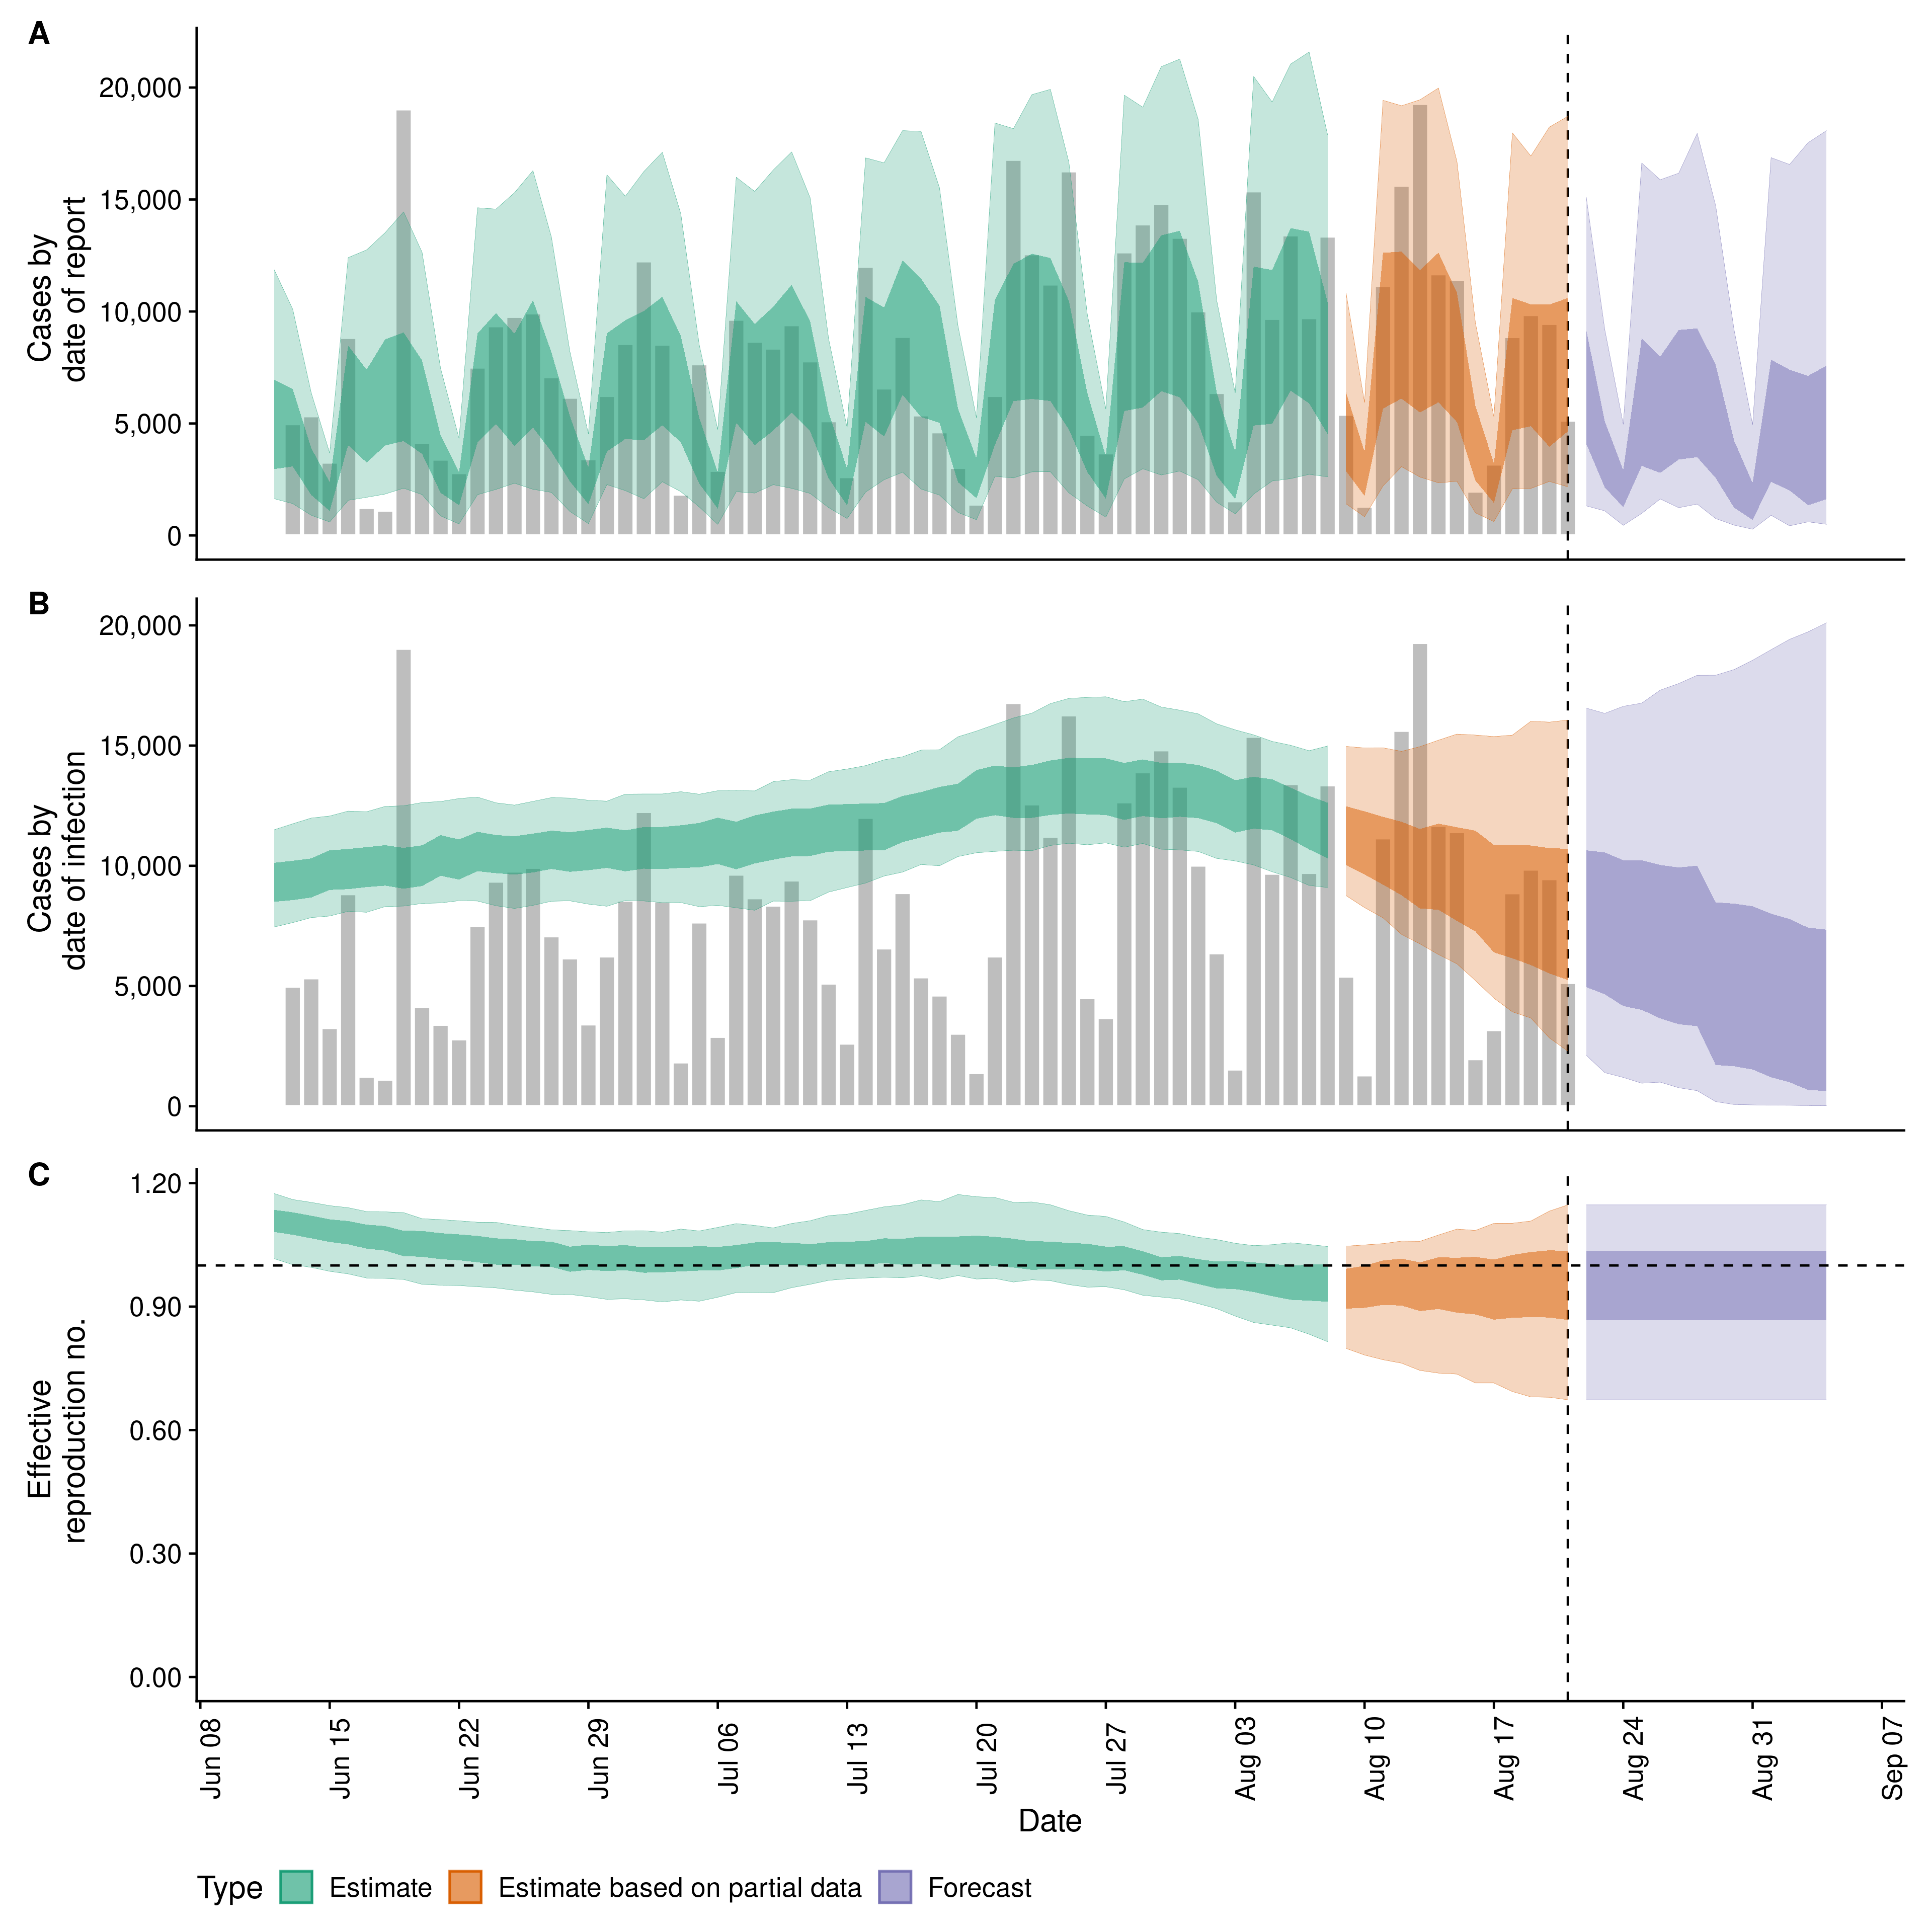 A
20,000
15,000
10,000
5,000
0
Cases by
date of report
B
20,000
15,000
10,000
5,000
0
Cases by
date of infection
C
1.20
0.90
0.60
0.30
0.00
Effective
reproduction no.
Jun 08
Jun 15
Jun 22
Jun 29
Jul 06
Jul 13
Jul 20
Jul 27
Aug 03
Aug 10
Aug 17
Aug 24
Aug 31
Sep 07
Date
Type Estimate Estimate based on partial data Forecast